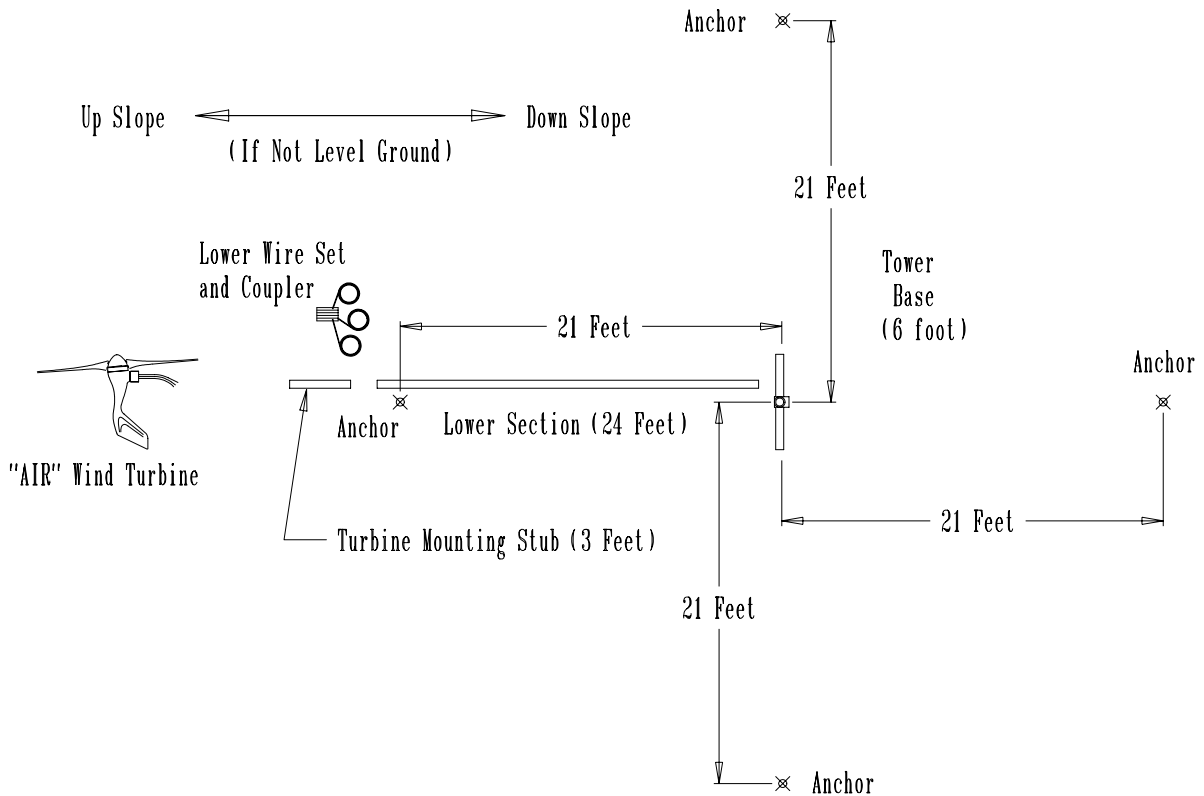 Anchor
Up Slope
Down Slope
(If Not Level Ground)
21 Feet
Lower Wire Set
and Coupler
Tower
Base
(6 foot)
21 Feet
Anchor
Anchor
Lower Section (24 Feet)
"AIR" Wind Turbine
21 Feet
Turbine Mounting Stub (3 Feet)
21 Feet
Anchor